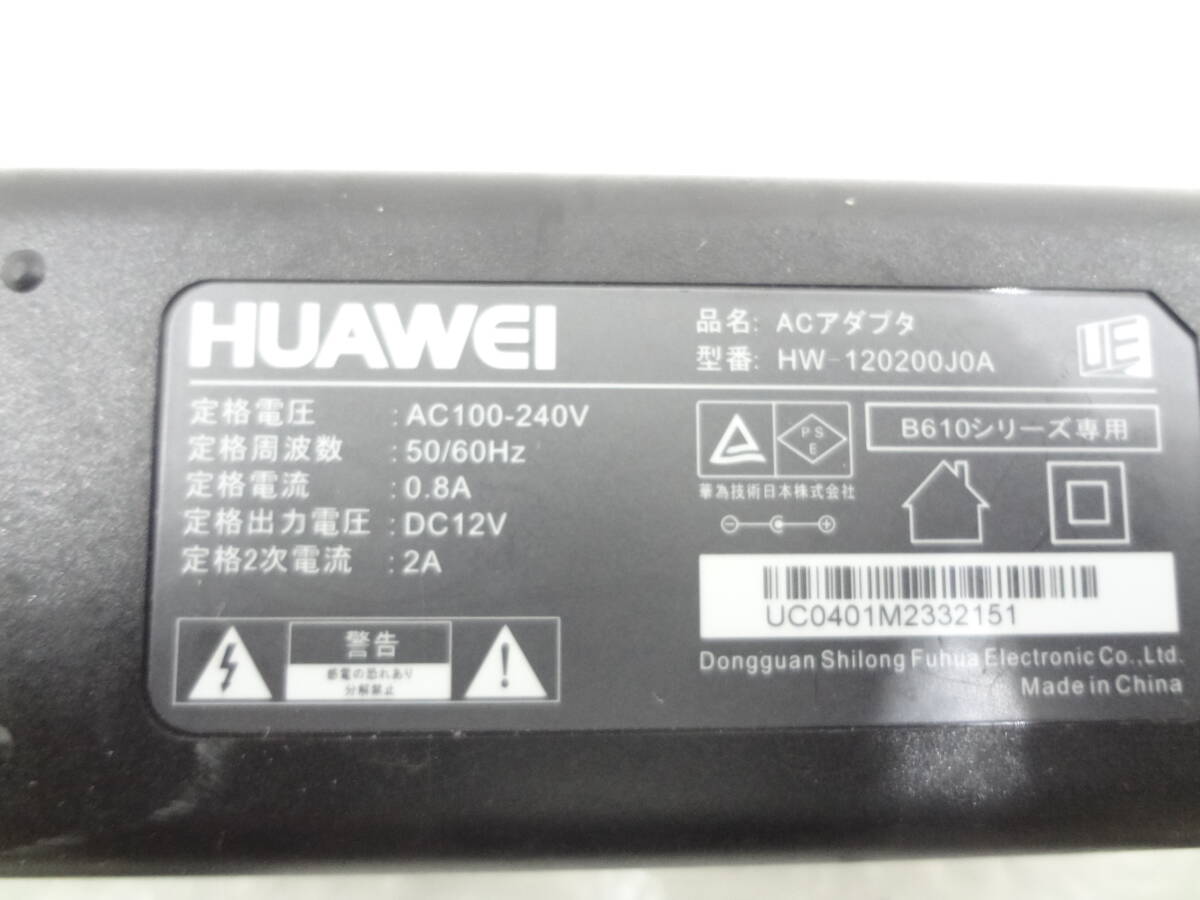 HUAWEI
品名: ACアダプタ
型番: HW-120200J0A
定格電圧 : AC100-240V
定格周波数 : 50/60Hz
定格電流 : 0.8A
定格出力電圧 : DC12V
定格2次電流 : 2A
PSE
B610シリーズ専用
華為技術日本株式会社
UC0401M2332151
警告
感電の恐れあり
分解禁止
Dongguan Shilong Fuhua Electronic Co.,Ltd.
Made in China